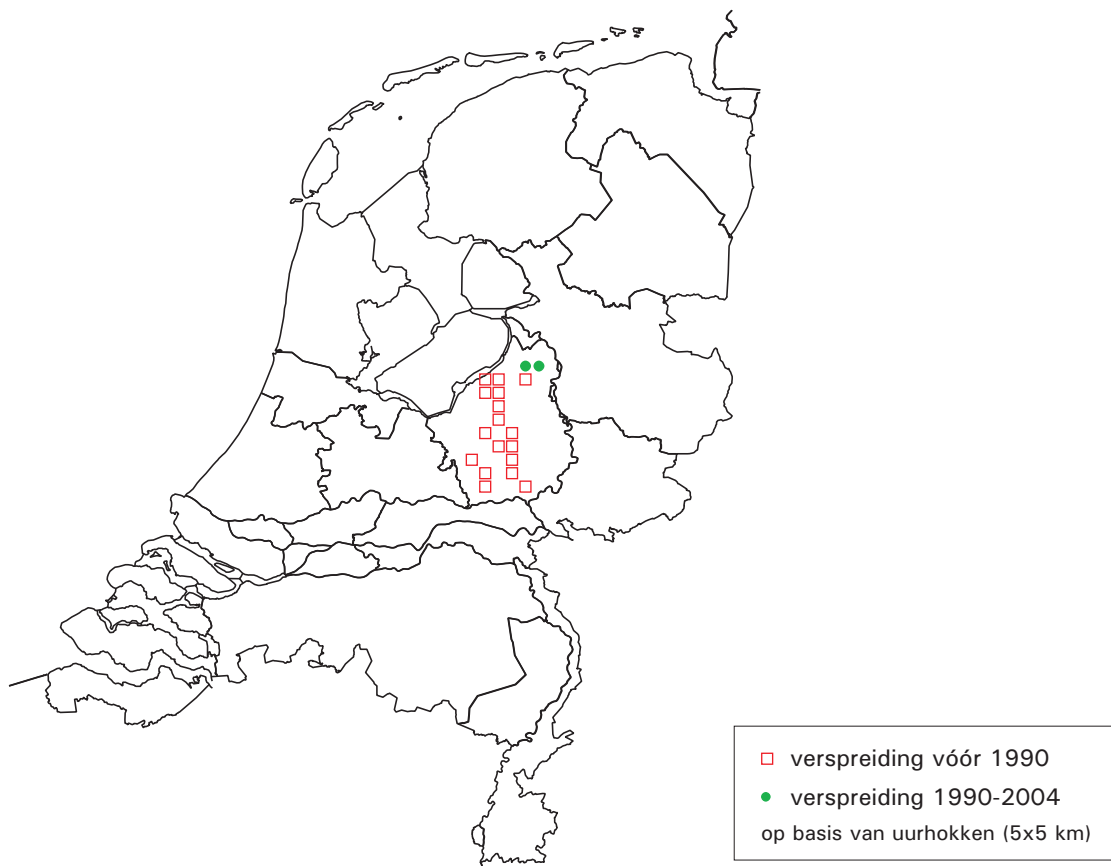 verspreiding vóór 1990
verspreiding 1990-2004
op basis van uurhokken (5x5 km)